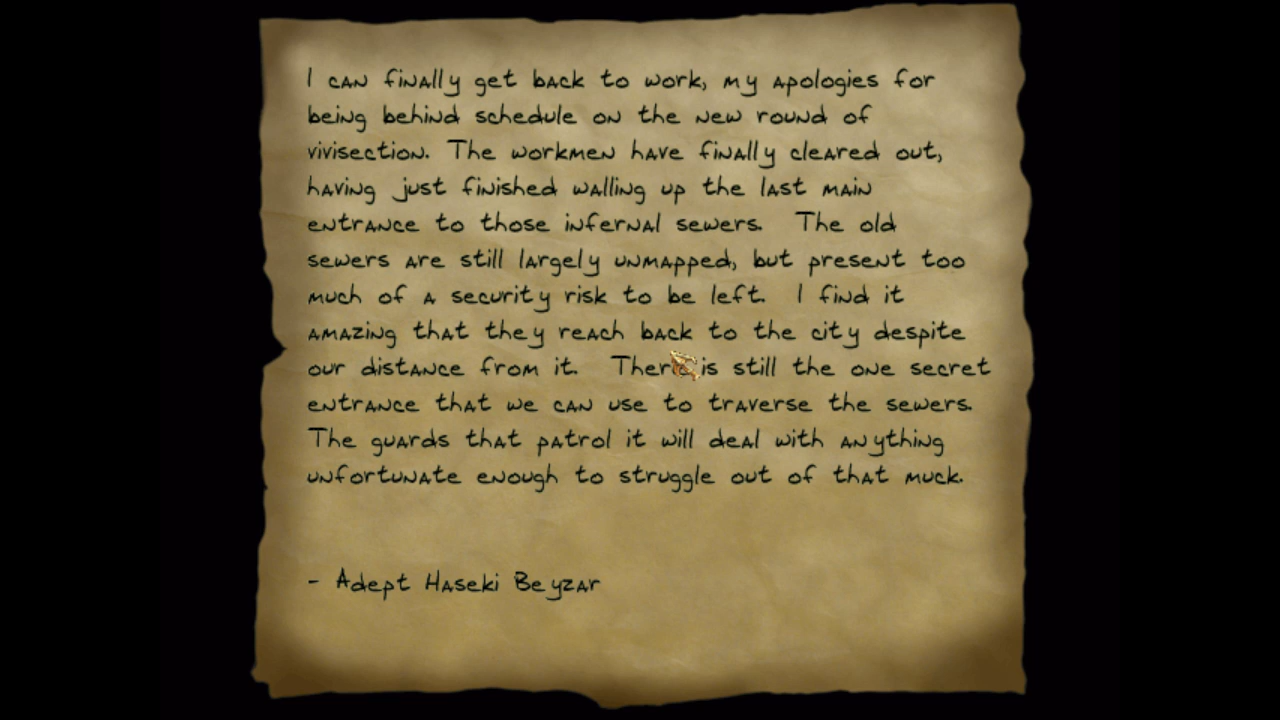 I can finally get back to work, my apologies for
being behind schedule on the new round of
vivisection. The workmen have finally cleared out,
having just finished walling up the last main
entrance to those infernal sewers. The old
sewers are still largely unmapped, but present too
much of a security risk to be left. I find it
amazing that they reach back to the city despite
our distance from it. There is still the one secret
entrance that we can use to traverse the sewers.
The guards that patrol it will deal with anything
unfortunate enough to struggle out of that muck.
- Adept Haseki Beyzar